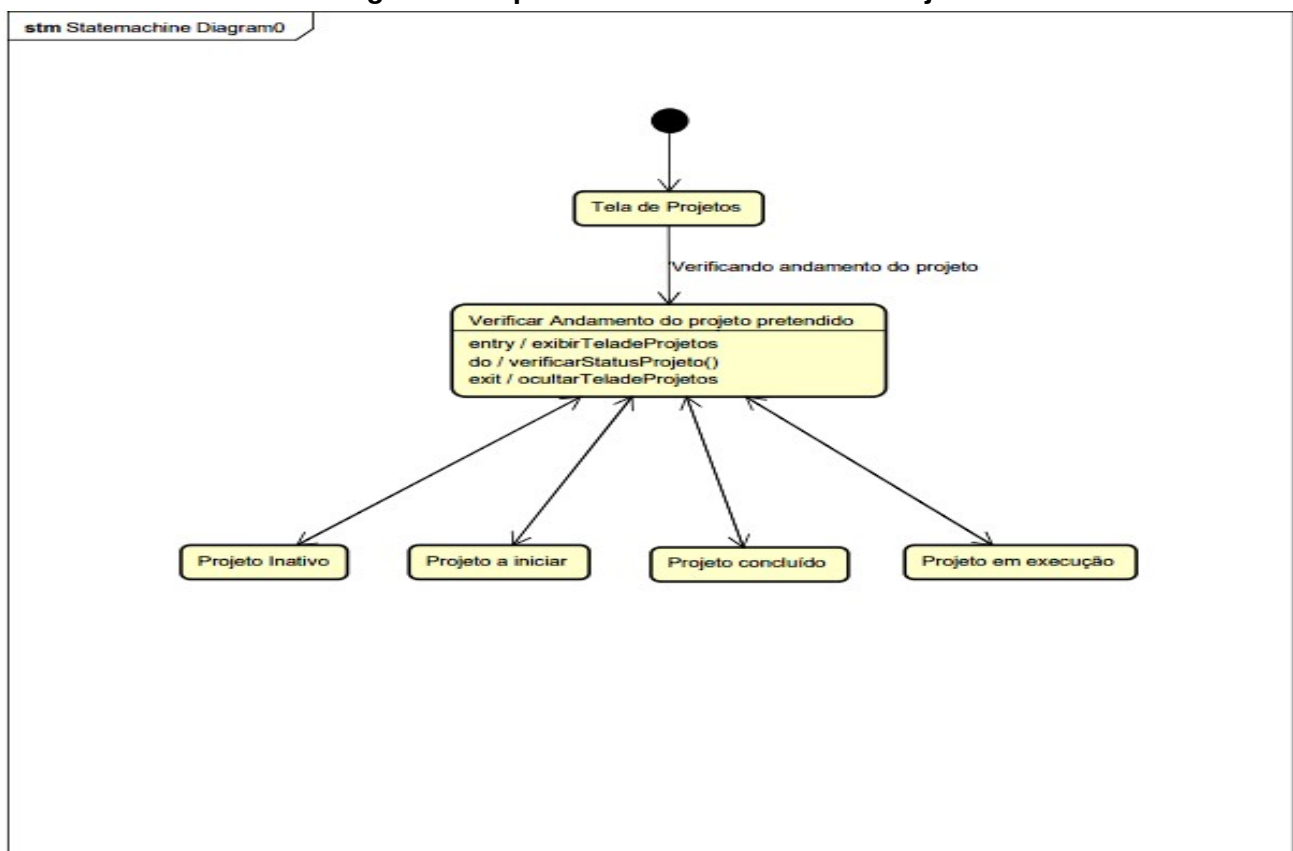 stm Statemachine Diagram0
Tela de Projetos
Verificando andamento do projeto
Verificar Andamento do projeto pretendido
entry / exibirTeladeProjetos
do / verificarStatusProjeto()
exit / ocultarTeladeProjetos
Projeto Inativo
Projeto a iniciar
Projeto concluído
Projeto em execução